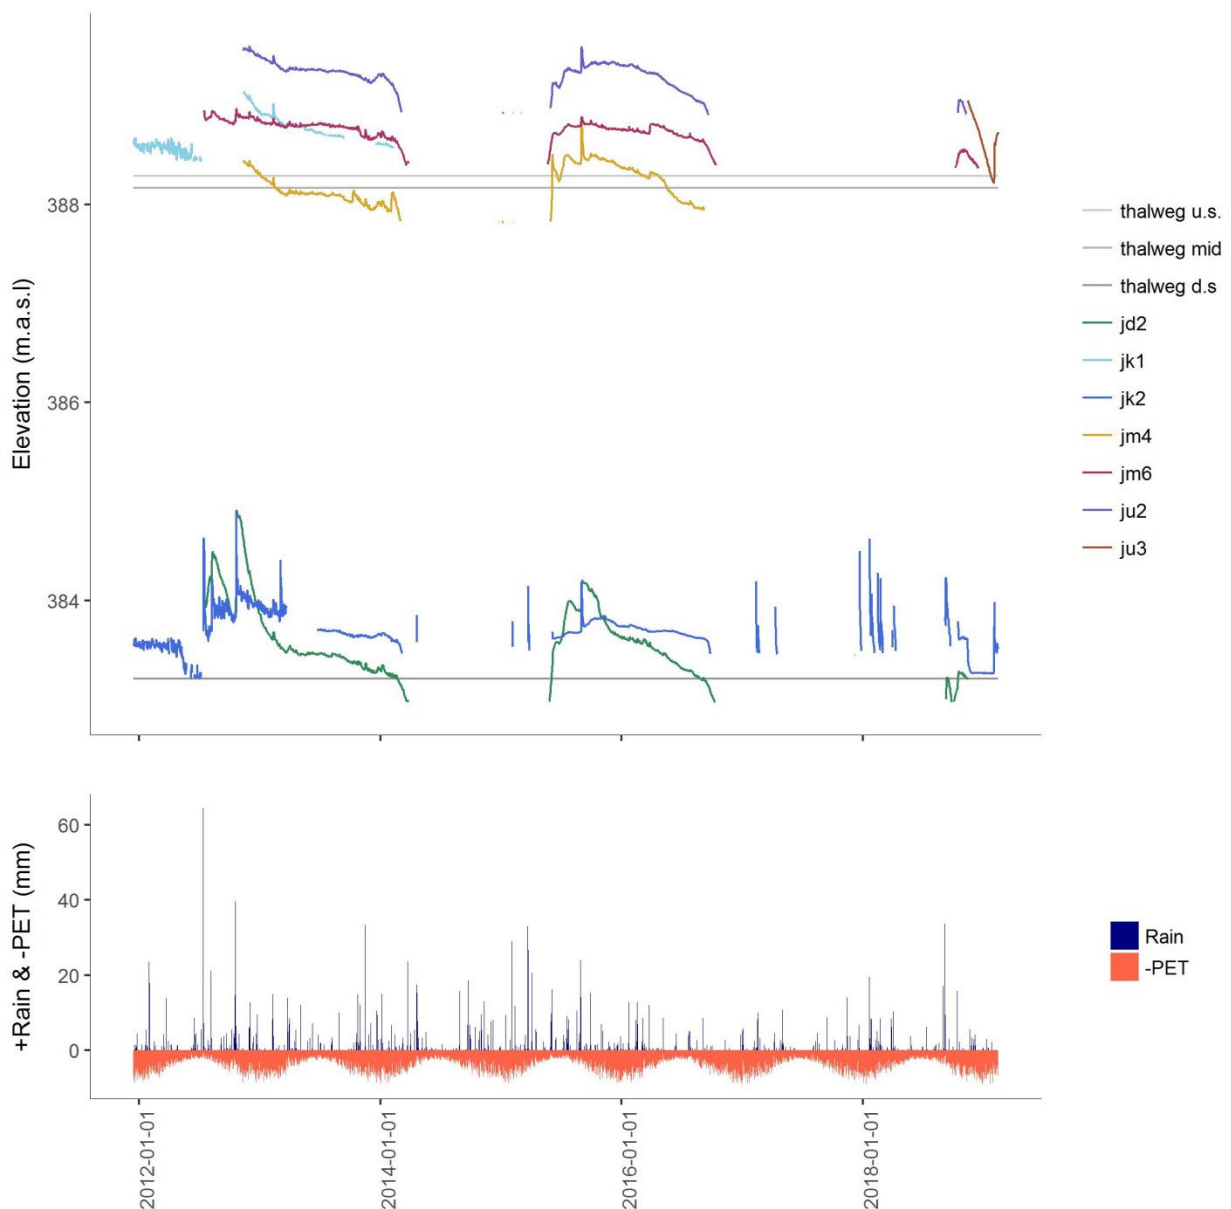 Elevation (m.a.s.l)
388
386
384
thalweg u.s.
thalweg mid
thalweg d.s
jd2
jk1
jk2
jm4
jm6
ju2
ju3
+Rain & -PET (mm)
60
40
20
0
Rain
-PET
2012-01-01
2014-01-01
2016-01-01
2018-01-01